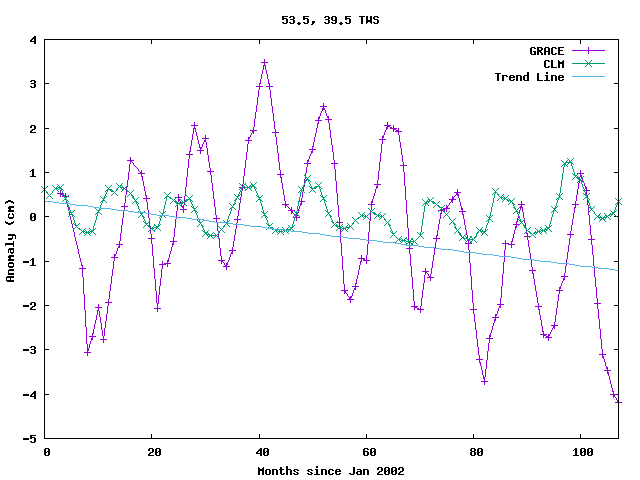 53.5, 39.5 TWS
GRACE
CLM
Trend Line
4
3
2
1
0
-1
-2
-3
-4
-5
Anomaly (cm)
0 20 40 60 80 100
Months since Jan 2002